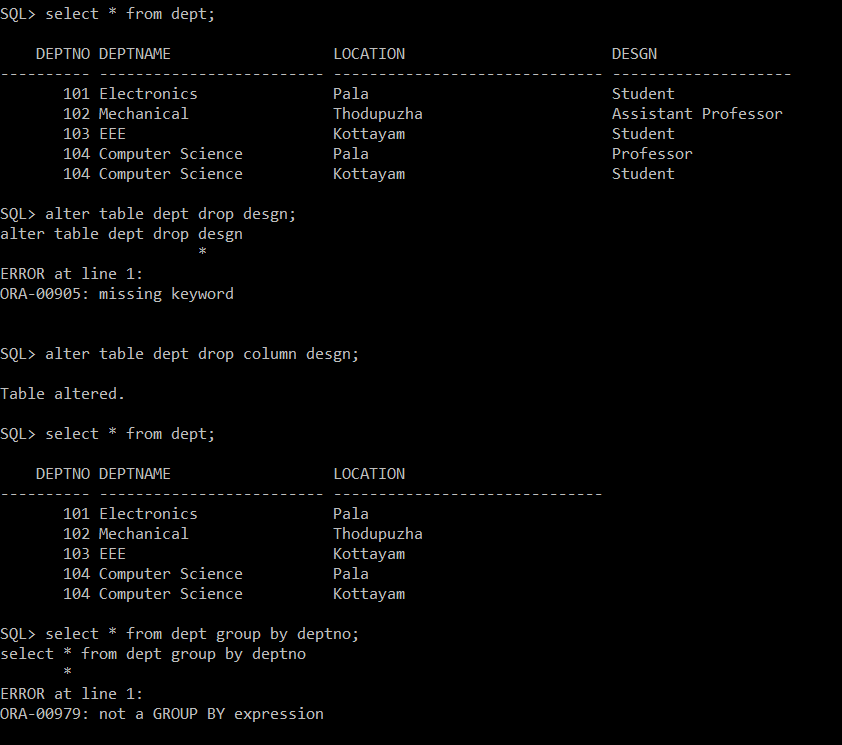 SQL> select * from dept;
    DEPTNO DEPTNAME                  LOCATION                       DESGN
---------- ------------------------- ------------------------------ --------------------
       101 Electronics               Pala                           Student
       102 Mechanical                Thodupuzha                     Assistant Professor
       103 EEE                       Kottayam                       Student
       104 Computer Science          Pala                           Professor
       104 Computer Science          Kottayam                       Student
SQL> alter table dept drop desgn;
alter table dept drop desgn
                      *
ERROR at line 1:
ORA-00905: missing keyword
SQL> alter table dept drop column desgn;
Table altered.
SQL> select * from dept;
    DEPTNO DEPTNAME                  LOCATION
---------- ------------------------- ------------------------------
       101 Electronics               Pala
       102 Mechanical                Thodupuzha
       103 EEE                       Kottayam
       104 Computer Science          Pala
       104 Computer Science          Kottayam
SQL> select * from dept group by deptno;
select * from dept group by deptno
       *
ERROR at line 1:
ORA-00979: not a GROUP BY expression